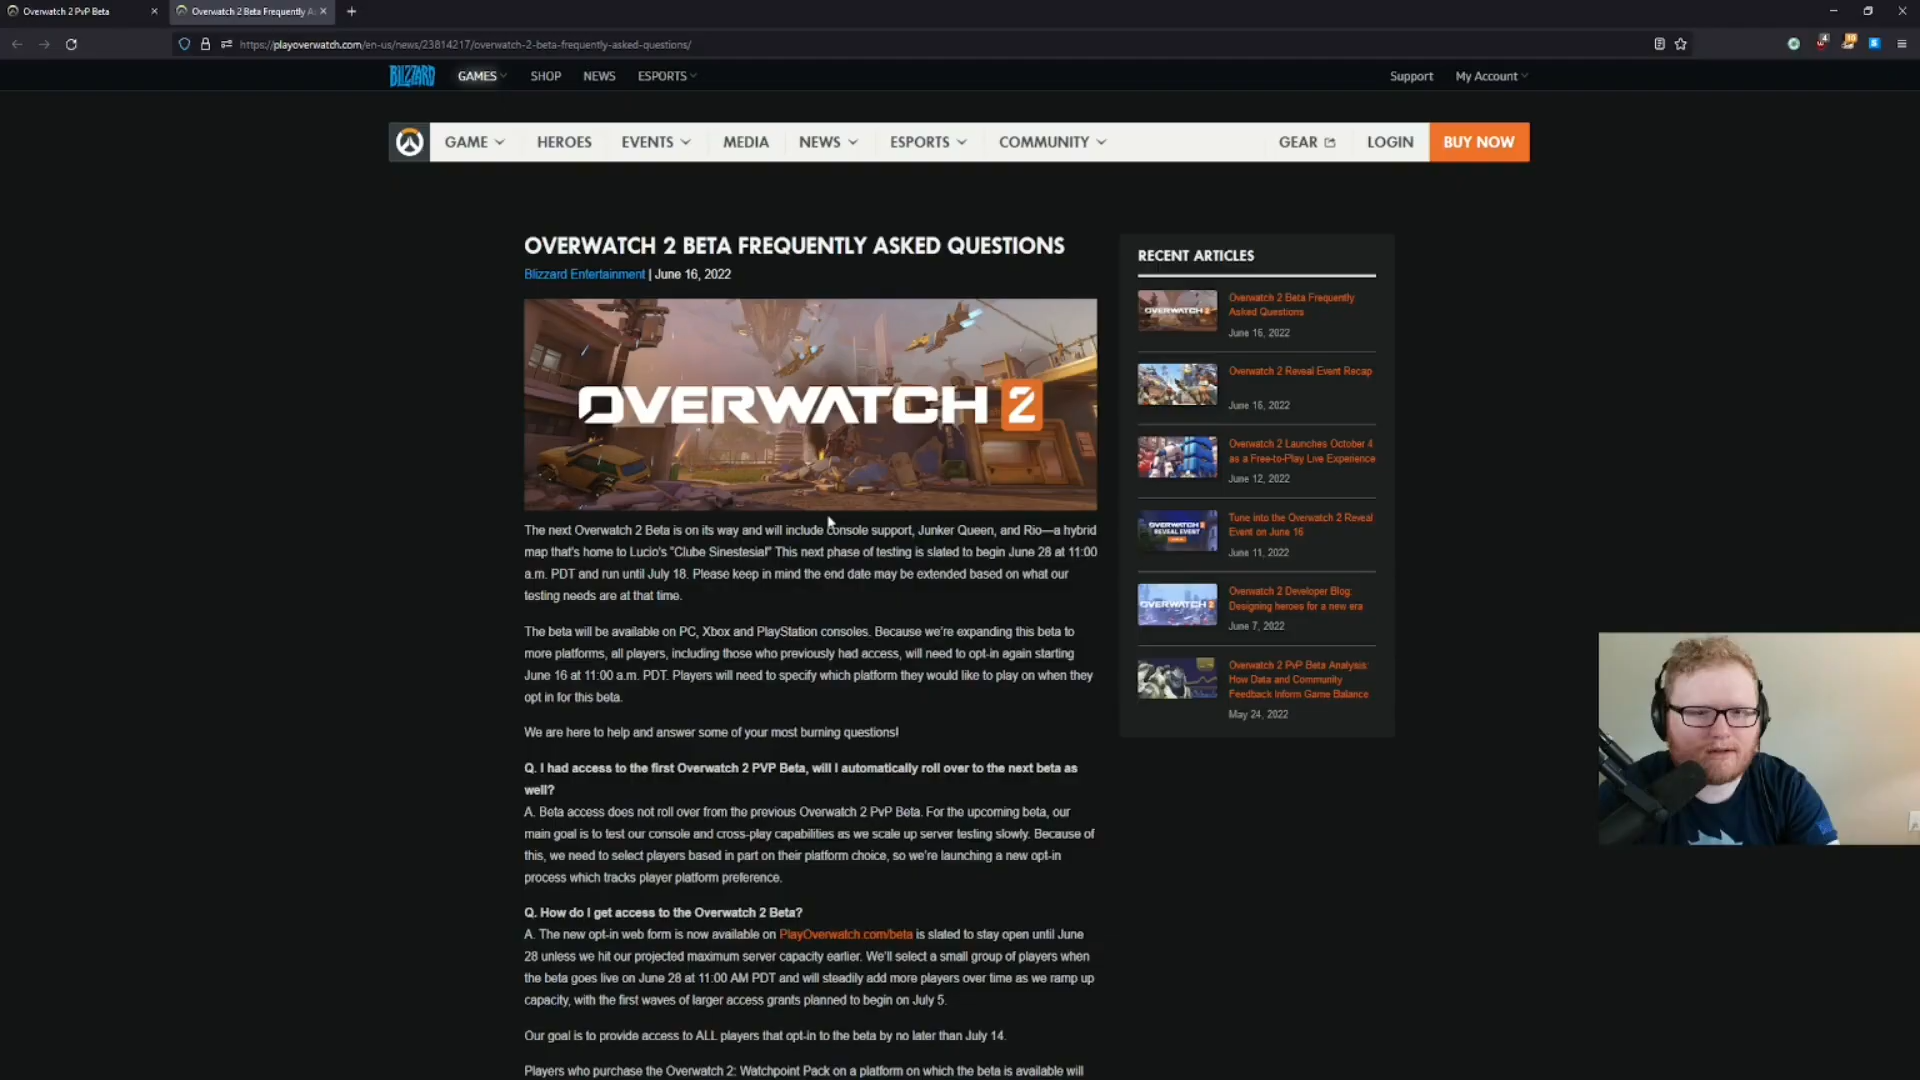 Overwatch 2 PvP Beta
Overwatch 2 Beta Frequently A
https://playoverwatch.com/en-us/news/23814217/overwatch-2-beta-frequently-asked-questions/
BLIZZARD GAMES SHOP NEWS ESPORTS Support My Account
GAME HEROES EVENTS MEDIA NEWS ESPORTS COMMUNITY GEAR LOGIN BUY NOW
OVERWATCH 2 BETA FREQUENTLY ASKED QUESTIONS
Blizzard Entertainment | June 16, 2022
OVERWATCH 2
The next Overwatch 2 Beta is on its way and will include console support, Junker Queen, and Rio—a hybrid
map that's home to Lucio's "Clube Sinestesial" This next phase of testing is slated to begin June 28 at 11:00
a.m. PDT and run until July 18. Please keep in mind the end date may be extended based on what our
testing needs are at that time.
The beta will be available on PC, Xbox and PlayStation consoles. Because we're expanding this beta to
more platforms, all players, including those who previously had access, will need to opt-in again starting
June 16 at 11:00 a.m. PDT. Players will need to specify which platform they would like to play on when they
opt in for this beta.
We are here to help and answer some of your most burning questions!
Q. I had access to the first Overwatch 2 PVP Beta, will I automatically roll over to the next beta as
well?
A. Beta access does not roll over from the previous Overwatch 2 PvP Beta. For the upcoming beta, our
main goal is to test our console and cross-play capabilities as we scale up server testing slowly. Because of
this, we need to select players based in part on their platform choice, so we're launching a new opt-in
process which tracks player platform preference.
Q. How do I get access to the Overwatch 2 Beta?
A. The new opt-in web form is now available on PlayOverwatch.com/beta is slated to stay open until June
28 unless we hit our projected maximum server capacity earlier. We'll select a small group of players when
the beta goes live on June 28 at 11:00 AM PDT and will steadily add more players over time as we ramp up
capacity, with the first waves of larger access grants planned to begin on July 5.
Our goal is to provide access to ALL players that opt-in to the beta by no later than July 14.
Players who purchase the Overwatch 2: Watchpoint Pack on a platform on which the beta is available will
RECENT ARTICLES
OVERWATCH 2
Overwatch 2 Beta Frequently
Asked Questions
June 16, 2022
Overwatch 2 Reveal Event Recap
June 16, 2022
Overwatch 2 Launches October 4
as a Free-to-Play Live Experience
June 12, 2022
OVERWATCH 2
REVEAL EVENT
Tune into the Overwatch 2 Reveal
Event on June 16
June 11, 2022
OVERWATCH 2
Overwatch 2 Developer Blog:
Designing heroes for a new era
June 7, 2022
Overwatch 2 PvP Beta Analysis:
How Data and Community
Feedback Inform Game Balance
May 24, 2022